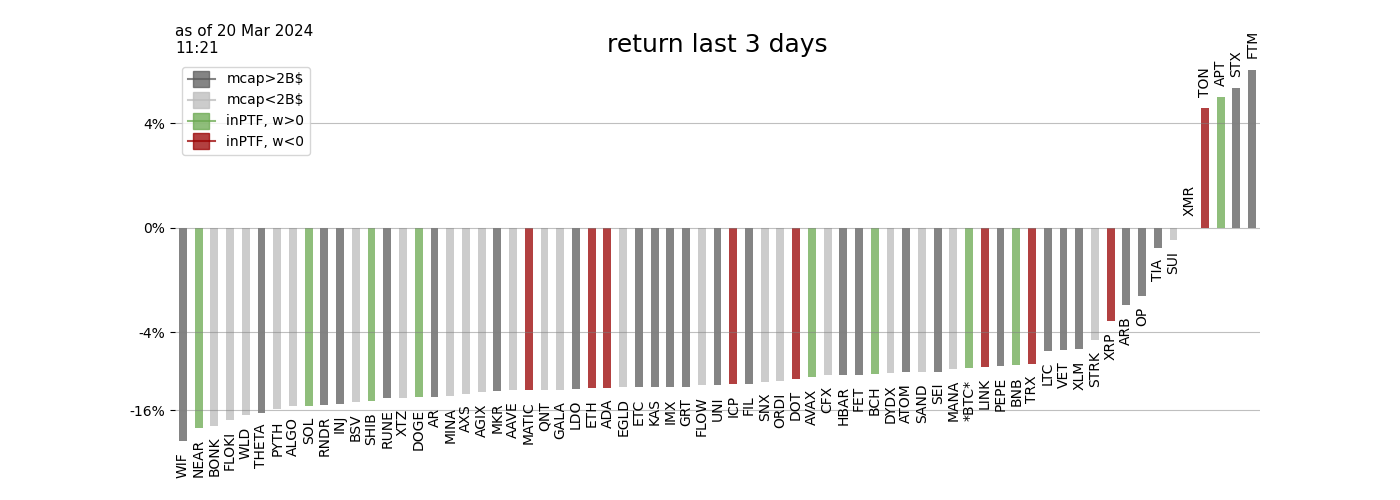 as of 20 Mar 2024
11:21
return last 3 days
mcap>2B$
mcap<2B$
inPTF, w>0
inPTF, w<0
4%
0%
-4%
-16%
WIF
NEAR
BONK
FLOKI
WLD
THETA
PYTH
ALGO
SOL
RNDR
INJ
BSV
SHIB
RUNE
XTZ
DOGE
AR
MINA
AXS
AGIX
MKR
AAVE
MATIC
QNT
GALA
LDO
ETH
ADA
EGLD
ETC
KAS
IMX
GRT
FLOW
UNI
ICP
FIL
SNX
ORDI
DOT
AVAX
CFX
HBAR
FET
BCH
DYDX
ATOM
SAND
SEI
MANA
*BTC*
LINK
PEPE
BNB
TRX
LTC
VET
XLM
STRK
XRP
ARB
OP
TIA
SUI
XMR
TON
APT
STX
FTM